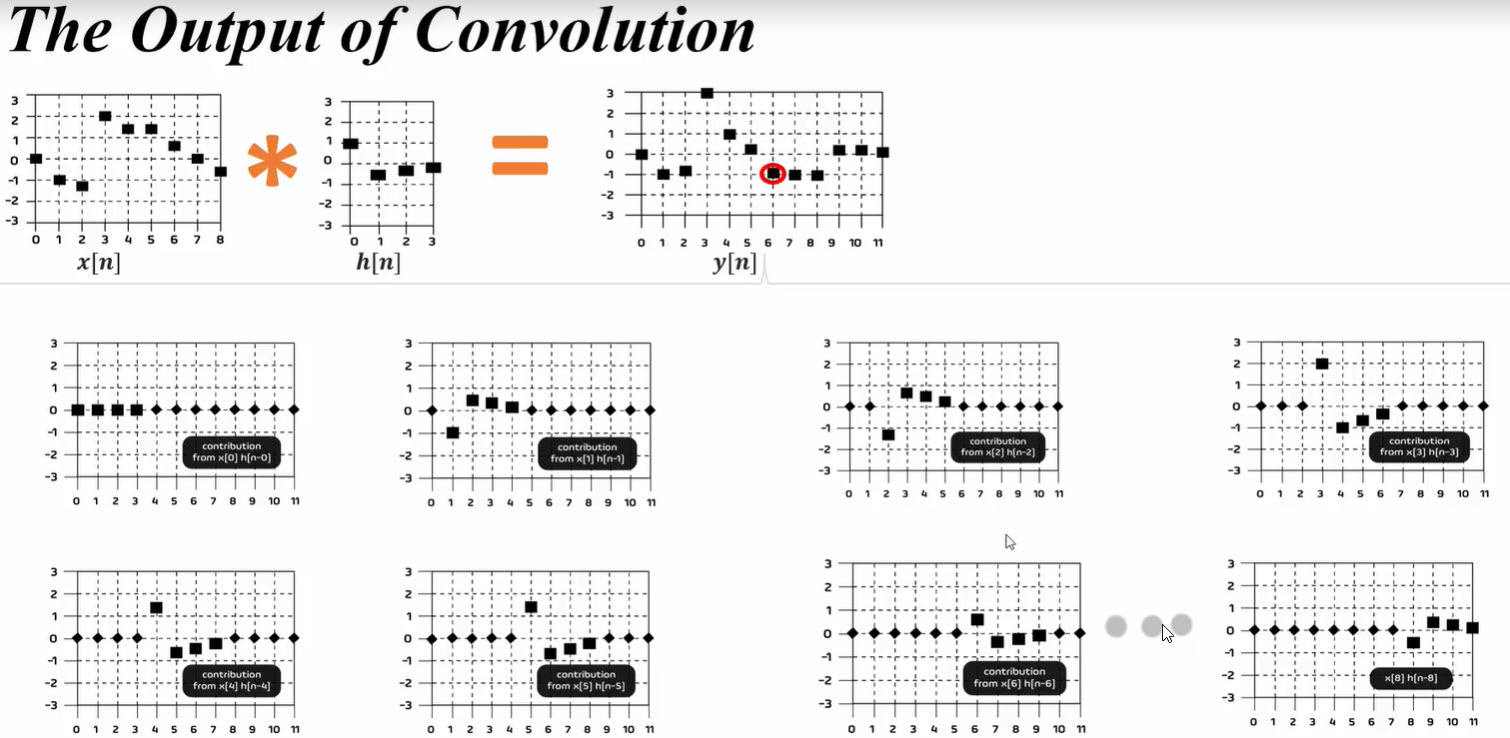 The Output of Convolution
3
2
1
0
-1
-2
-3
0 1 2 3 4 5 6 7 8
x[n]
*
3
2
1
0
-1
-2
-3
0 1 2 3
h[n]
=
3
2
1
0
-1
-2
-3
0 1 2 3 4 5 6 7 8 9 10 11
y[n]
3
2
1
0
-1
-2
-3
0 1 2 3 4 5 6 7 8 9 10 11
contribution
from x[0] h[n-0]
3
2
1
0
-1
-2
-3
0 1 2 3 4 5 6 7 8 9 10 11
contribution
from x[1] h[n-1]
3
2
1
0
-1
-2
-3
0 1 2 3 4 5 6 7 8 9 10 11
contribution
from x[2] h[n-2]
3
2
1
0
-1
-2
-3
0 1 2 3 4 5 6 7 8 9 10 11
contribution
from x[3] h[n-3]
3
2
1
0
-1
-2
-3
0 1 2 3 4 5 6 7 8 9 10 11
contribution
from x[4] h[n-4]
3
2
1
0
-1
-2
-3
0 1 2 3 4 5 6 7 8 9 10 11
contribution
from x[5] h[n-5]
3
2
1
0
-1
-2
-3
0 1 2 3 4 5 6 7 8 9 10 11
contribution
from x[6] h[n-6]
3
2
1
0
-1
-2
-3
0 1 2 3 4 5 6 7 8 9 10 11
x[8] h[n-8]